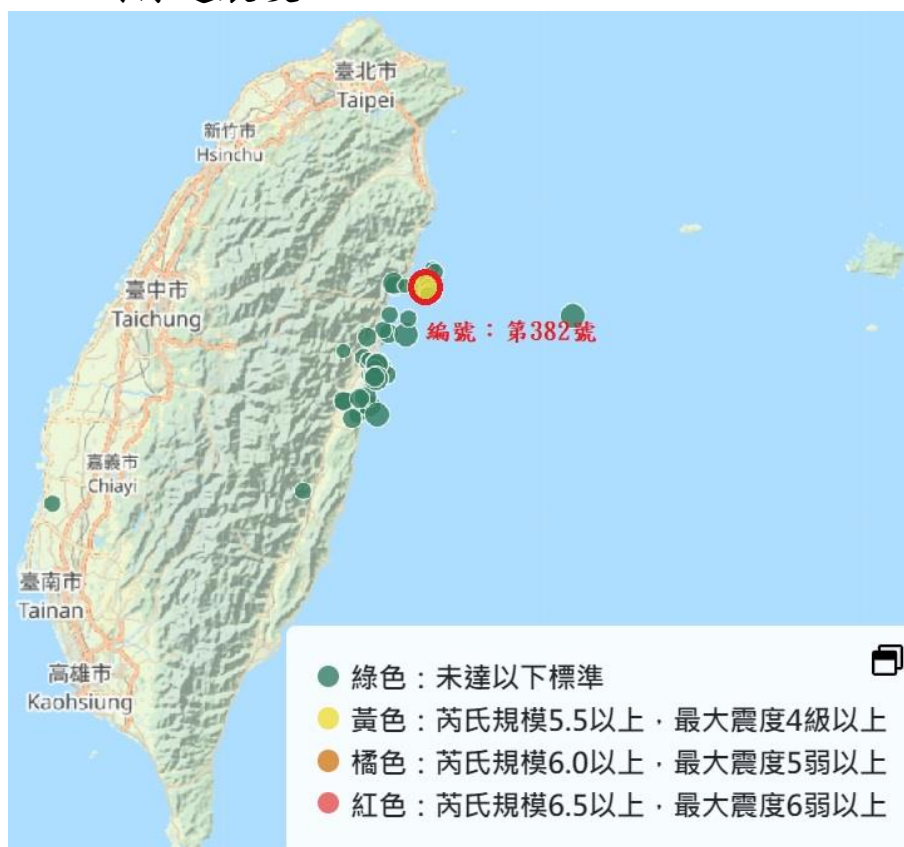 臺北市
Taipei
新竹市
Hsinchu
臺中市
Taichung
編號：第382號
嘉義市
Chiayi
臺南市
Tainan
高雄市
Kaohsiung
綠色：未達以下標準
黃色：芮氏規模5.5以上，最大震度4級以上
橘色：芮氏規模6.0以上，最大震度5弱以上
紅色：芮氏規模6.5以上，最大震度6弱以上